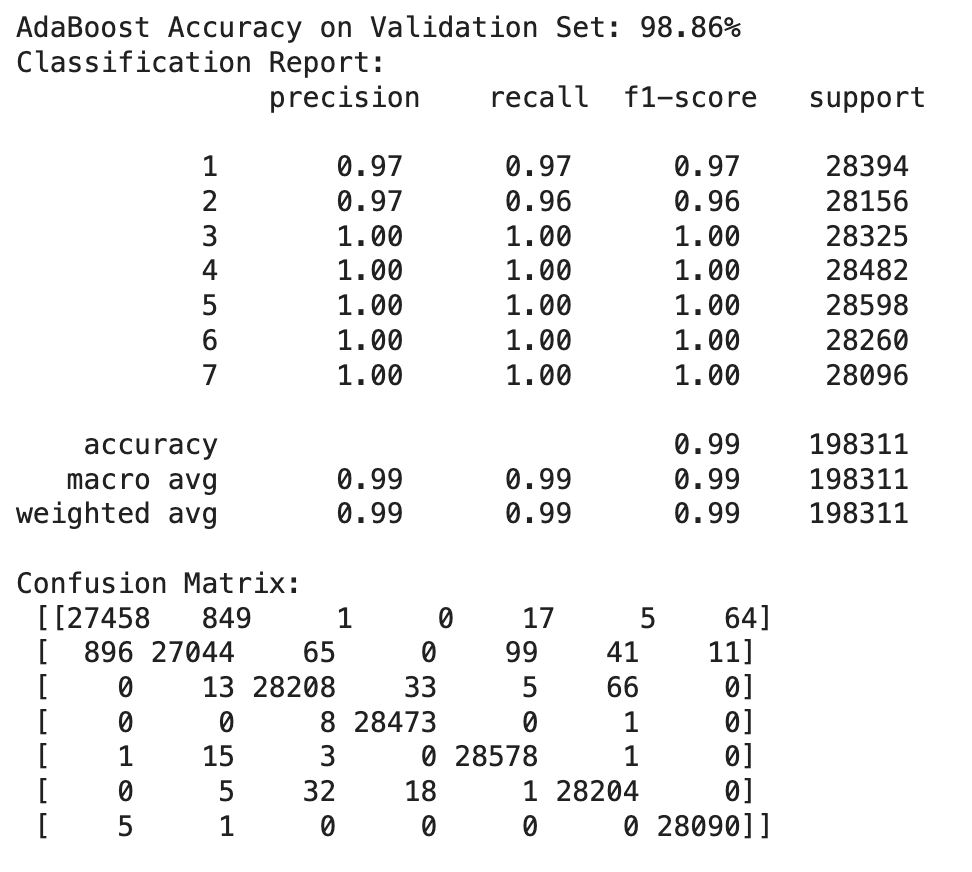 AdaBoost Accuracy on Validation Set: 98.86%
Classification Report:
              precision    recall  f1-score   support

           1       0.97      0.97      0.97     28394
           2       0.97      0.96      0.96     28156
           3       1.00      1.00      1.00     28325
           4       1.00      1.00      1.00     28482
           5       1.00      1.00      1.00     28598
           6       1.00      1.00      1.00     28260
           7       1.00      1.00      1.00     28096

    accuracy                           0.99    198311
   macro avg       0.99      0.99      0.99    198311
weighted avg       0.99      0.99      0.99    198311

Confusion Matrix:
 [[27458   849     1     0    17     5    64]
 [  896 27044    65     0    99    41    11]
 [    0    13 28208    33     5    66     0]
 [    0     0     8 28473     0     1     0]
 [    1    15     3     0 28578     1     0]
 [    0     5    32    18     1 28204     0]
 [    5     1     0     0     0     0 28090]]